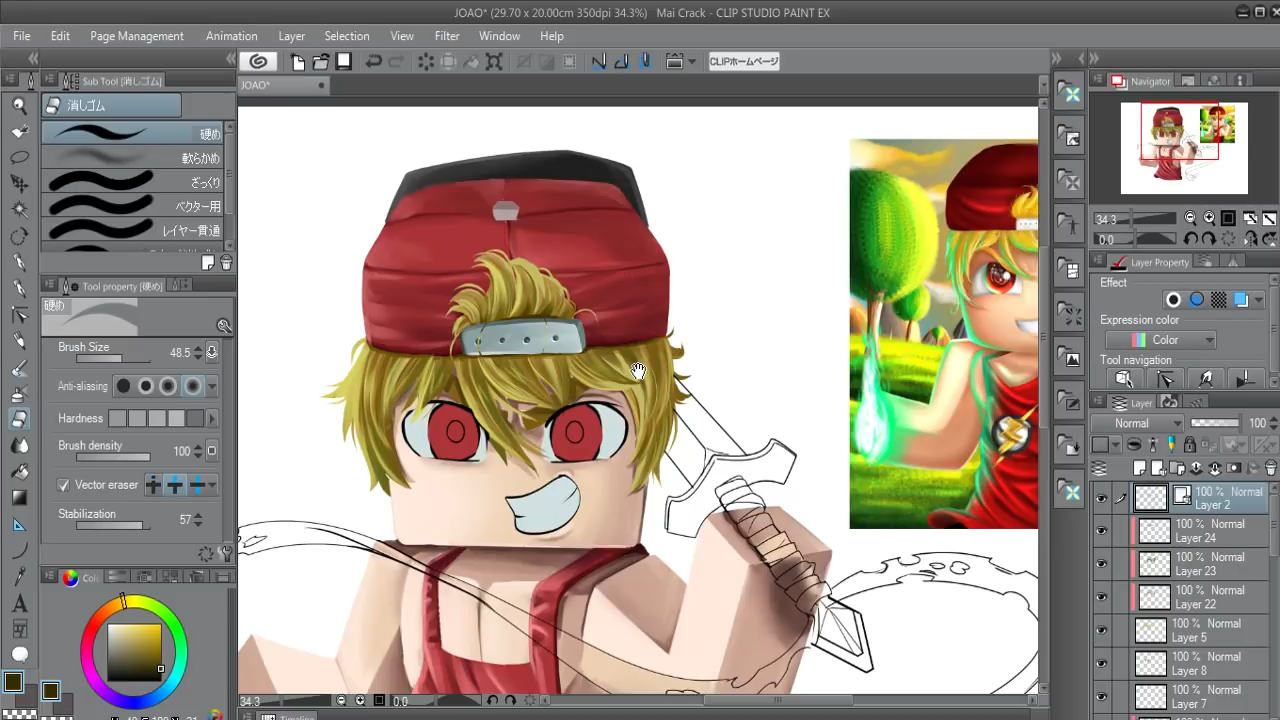 JOAO* (29.70 x 20.00cm 350dpi 34.3%)  Mai Crack - CLIP STUDIO PAINT EX
File Edit Page Management Animation Layer Selection View Filter Window Help
Sub Tool [消しゴム]
CLIPホームページ
Navigator
JOAO*
消しゴム
硬め
軟らかめ
ざっくり
ベクター用
レイヤー貫通
34.3
0.0
Layer Property
Tool property [硬め]
Effect
硬め
Expression color
Color
Brush Size 48.5
Tool navigation
Anti-aliasing
Layer
Hardness
Normal 100
Brush density 100
Vector eraser
Stabilization 57
100 % Normal
Layer 2
100 % Normal
Layer 24
100 % Normal
Layer 23
100 % Normal
Layer 22
100 % Normal
Layer 5
100 % Normal
Layer 8
100 % Normal
Layer 7
34.3 0.0